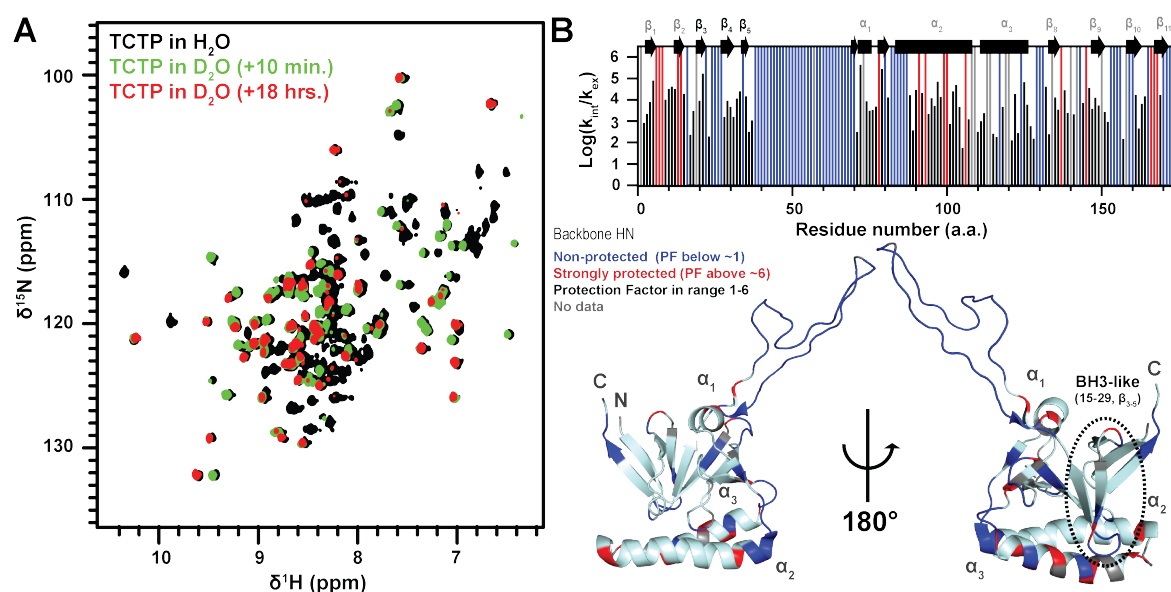 A
TCTP in H2O
TCTP in D2O (+10 min.)
TCTP in D2O (+18 hrs.)
100
110
120
130
δ15N (ppm)
10
9
8
7
δ1H (ppm)
B
β1
β2
β3
β4
β5
α1
α2
α3
β8
β9
β10
β11
6
5
4
3
2
1
0
Log(kint/kex)
0
50
100
150
Residue number (a.a.)
Backbone HN
Non-protected (PF below ~1)
Strongly protected (PF above ~6)
Protection Factor in range 1-6
No data
C
N
α1
α3
α2
180°
α1
BH3-like
(15-29, β3-5)
C
α2
α3